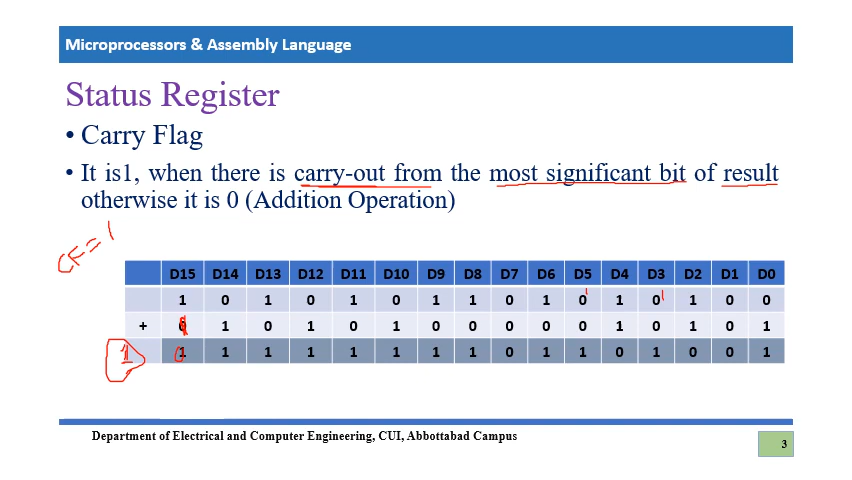 Microprocessors & Assembly Language
Status Register
• Carry Flag
• It is1, when there is carry-out from the most significant bit of result
otherwise it is 0 (Addition Operation)
CF=1
D15 D14 D13 D12 D11 D10 D9 D8 D7 D6 D5 D4 D3 D2 D1 D0
1 0 1 0 1 0 1 1 0 1 0 1 0 1 0 0
+ 0 1 0 1 0 1 0 0 0 0 0 1 0 1 0 1
1 1 1 1 1 1 1 1 1 0 1 1 0 1 0 0 1
Department of Electrical and Computer Engineering, CUI, Abbottabad Campus
3